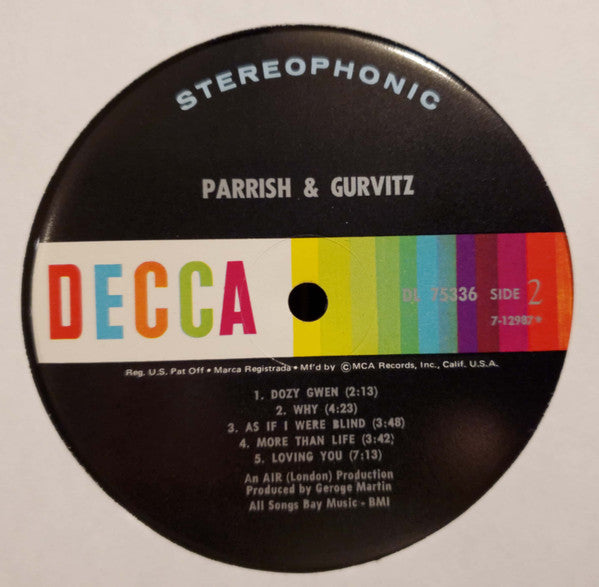 STEREOPHONIC
PARRISH & GURVITZ
DECCA
DL 75336 SIDE 2
7-12987★
Reg. U.S. Pat Off • Marca Registrada • Mf'd by ©MCA Records, Inc., Calif. U.S.A.
1. DOZY GWEN (2:13)
2. WHY (4:23)
3. AS IF I WERE BLIND (3:48)
4. MORE THAN LIFE (3:42)
5. LOVING YOU (7:13)
An AIR (London) Production
Produced by Geroge Martin
All Songs Bay Music - BMI